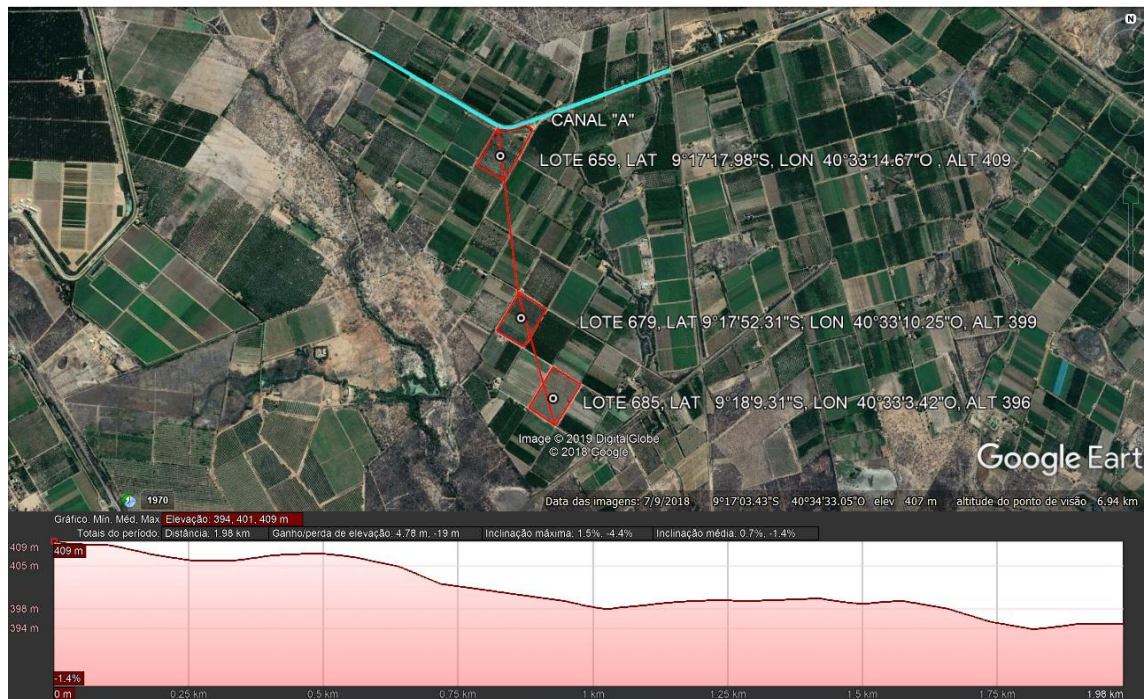 N
CANAL "A"
LOTE 659, LAT 9°17'17.98"S, LON 40°33'14.67"O , ALT 409
LOTE 679, LAT 9°17'52.31"S, LON 40°33'10.25"O, ALT 399
LOTE 685, LAT 9°18'9.31"S, LON 40°33'3.42"O, ALT 396
Image © 2019 DigitalGlobe
© 2018 Google
Google Eart
1970
Data das imagens: 7/9/2018 9°17'03.43"S 40°34'33.05"O elev 407 m altitude do ponto de visão 6.94 km
Gráfico: Mín, Méd, Máx Elevação: 394, 401, 409 m
Totais do período: Distância: 1.98 km Ganho/perda de elevação: 4.78 m, -19 m Inclinação máxima: 1.5%, -4.4% Inclinação média: 0.7%, -1.4%
409 m
409 m
405 m
398 m
394 m
-1.4%
0 m 0.25 km 0.5 km 0.75 km 1 km 1.25 km 1.5 km 1.75 km 1.98 km